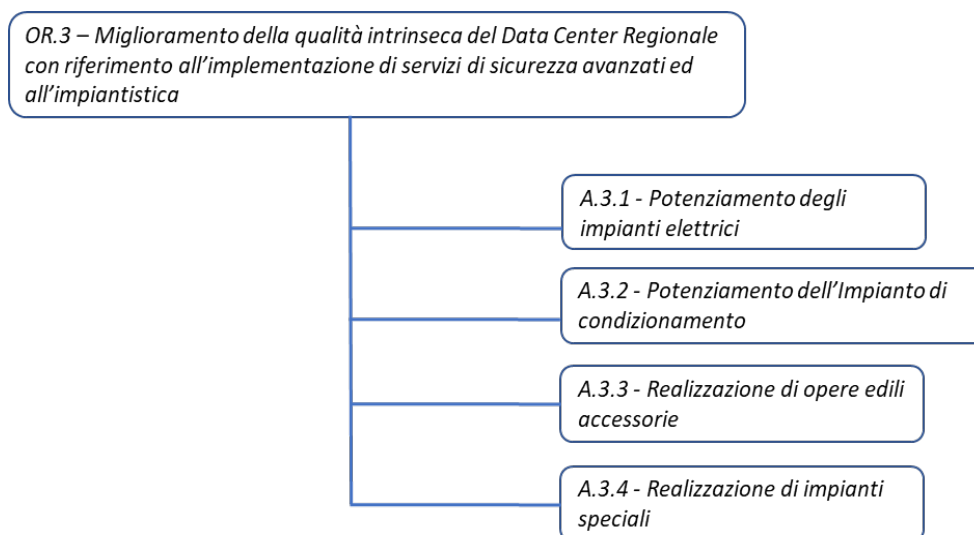 OR.3 – Miglioramento della qualità intrinseca del Data Center Regionale
con riferimento all’implementazione di servizi di sicurezza avanzati ed
all’impiantistica
A.3.1 - Potenziamento degli
impianti elettrici
A.3.2 - Potenziamento dell’Impianto di
condizionamento
A.3.3 - Realizzazione di opere edili
accessorie
A.3.4 - Realizzazione di impianti
speciali